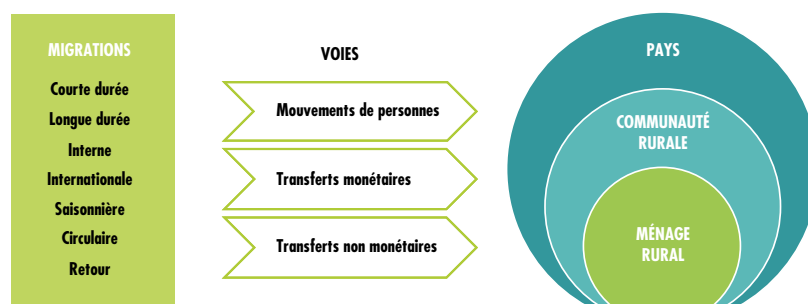 MIGRATIONS
Courte durée
Longue durée
Interne
Internationale
Saisonnière
Circulaire
Retour
VOIES
Mouvements de personnes
Transferts monétaires
Transferts non monétaires
PAYS
COMMUNAUTÉ
RURALE
MÉNAGE
RURAL